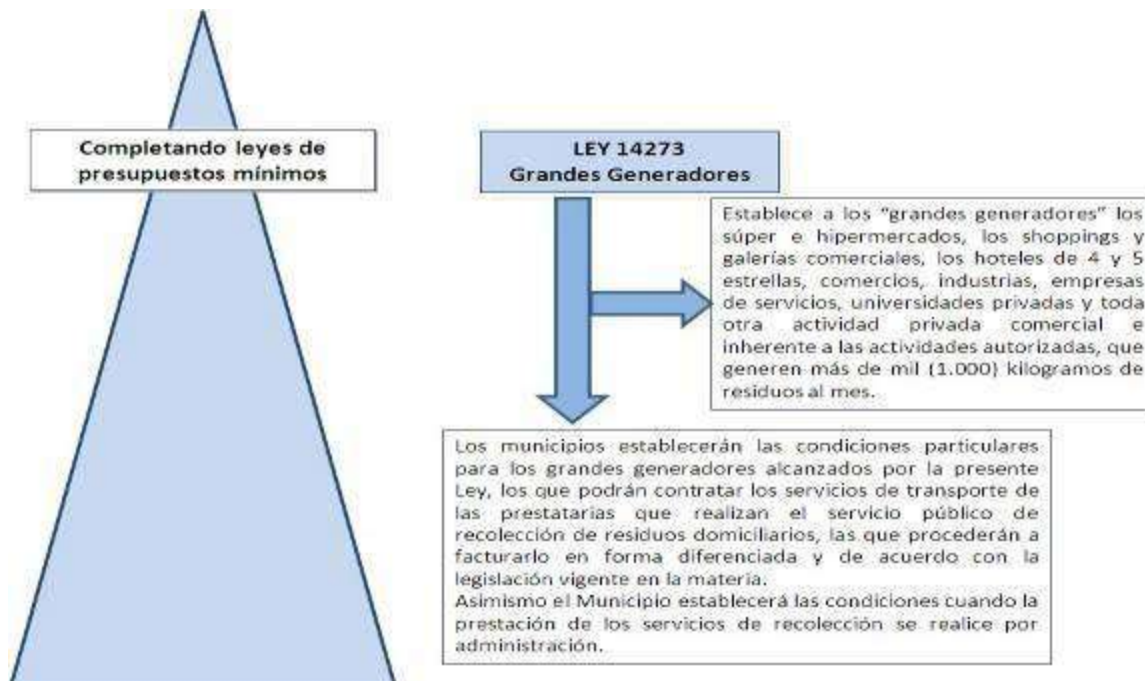 Completando leyes de
presupuestos mínimos
LEY 14273
Grandes Generadores
Establece a los "grandes generadores" los
súper e hipermercados, los shoppings y
galerías comerciales, los hoteles de 4 y 5
estrellas, comercios, industrias, empresas
de servicios, universidades privadas y toda
otra actividad privada comercial e
inherente a las actividades autorizadas, que
generen más de mil (1.000) kilogramos de
residuos al mes.
Los municipios establecerán las condiciones particulares
para los grandes generadores alcanzados por la presente
Ley, los que podrán contratar los servicios de transporte de
las prestatarias que realizan el servicio público de
recolección de residuos domiciliarios, las que procederán a
facturarlo en forma diferenciada y de acuerdo con la
legislación vigente en la materia.
Asimismo el Municipio establecerá las condiciones cuando la
prestación de los servicios de recolección se realice por
administración.